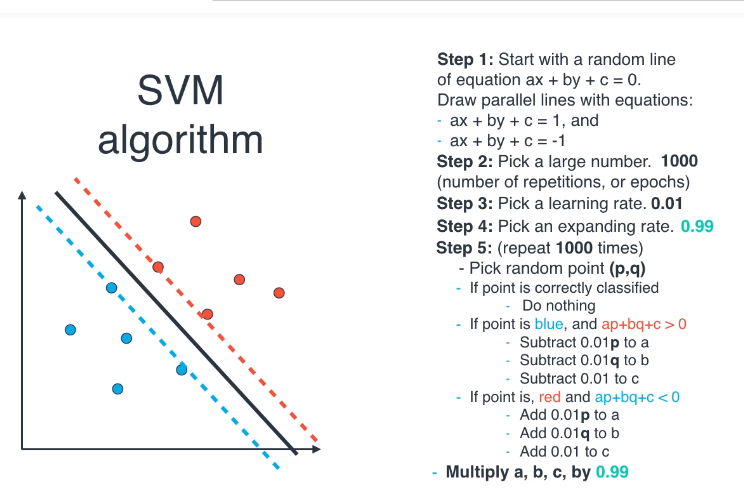 SVM
algorithm
Step 1: Start with a random line
of equation ax + by + c = 0.
Draw parallel lines with equations:
- ax + by + c = 1, and
- ax + by + c = -1
Step 2: Pick a large number. 1000
(number of repetitions, or epochs)
Step 3: Pick a learning rate. 0.01
Step 4: Pick an expanding rate. 0.99
Step 5: (repeat 1000 times)
- Pick random point (p,q)
- If point is correctly classified
- Do nothing
- If point is blue, and ap+bq+c > 0
- Subtract 0.01p to a
- Subtract 0.01q to b
- Subtract 0.01 to c
- If point is, red and ap+bq+c < 0
- Add 0.01p to a
- Add 0.01q to b
- Add 0.01 to c
- Multiply a, b, c, by 0.99